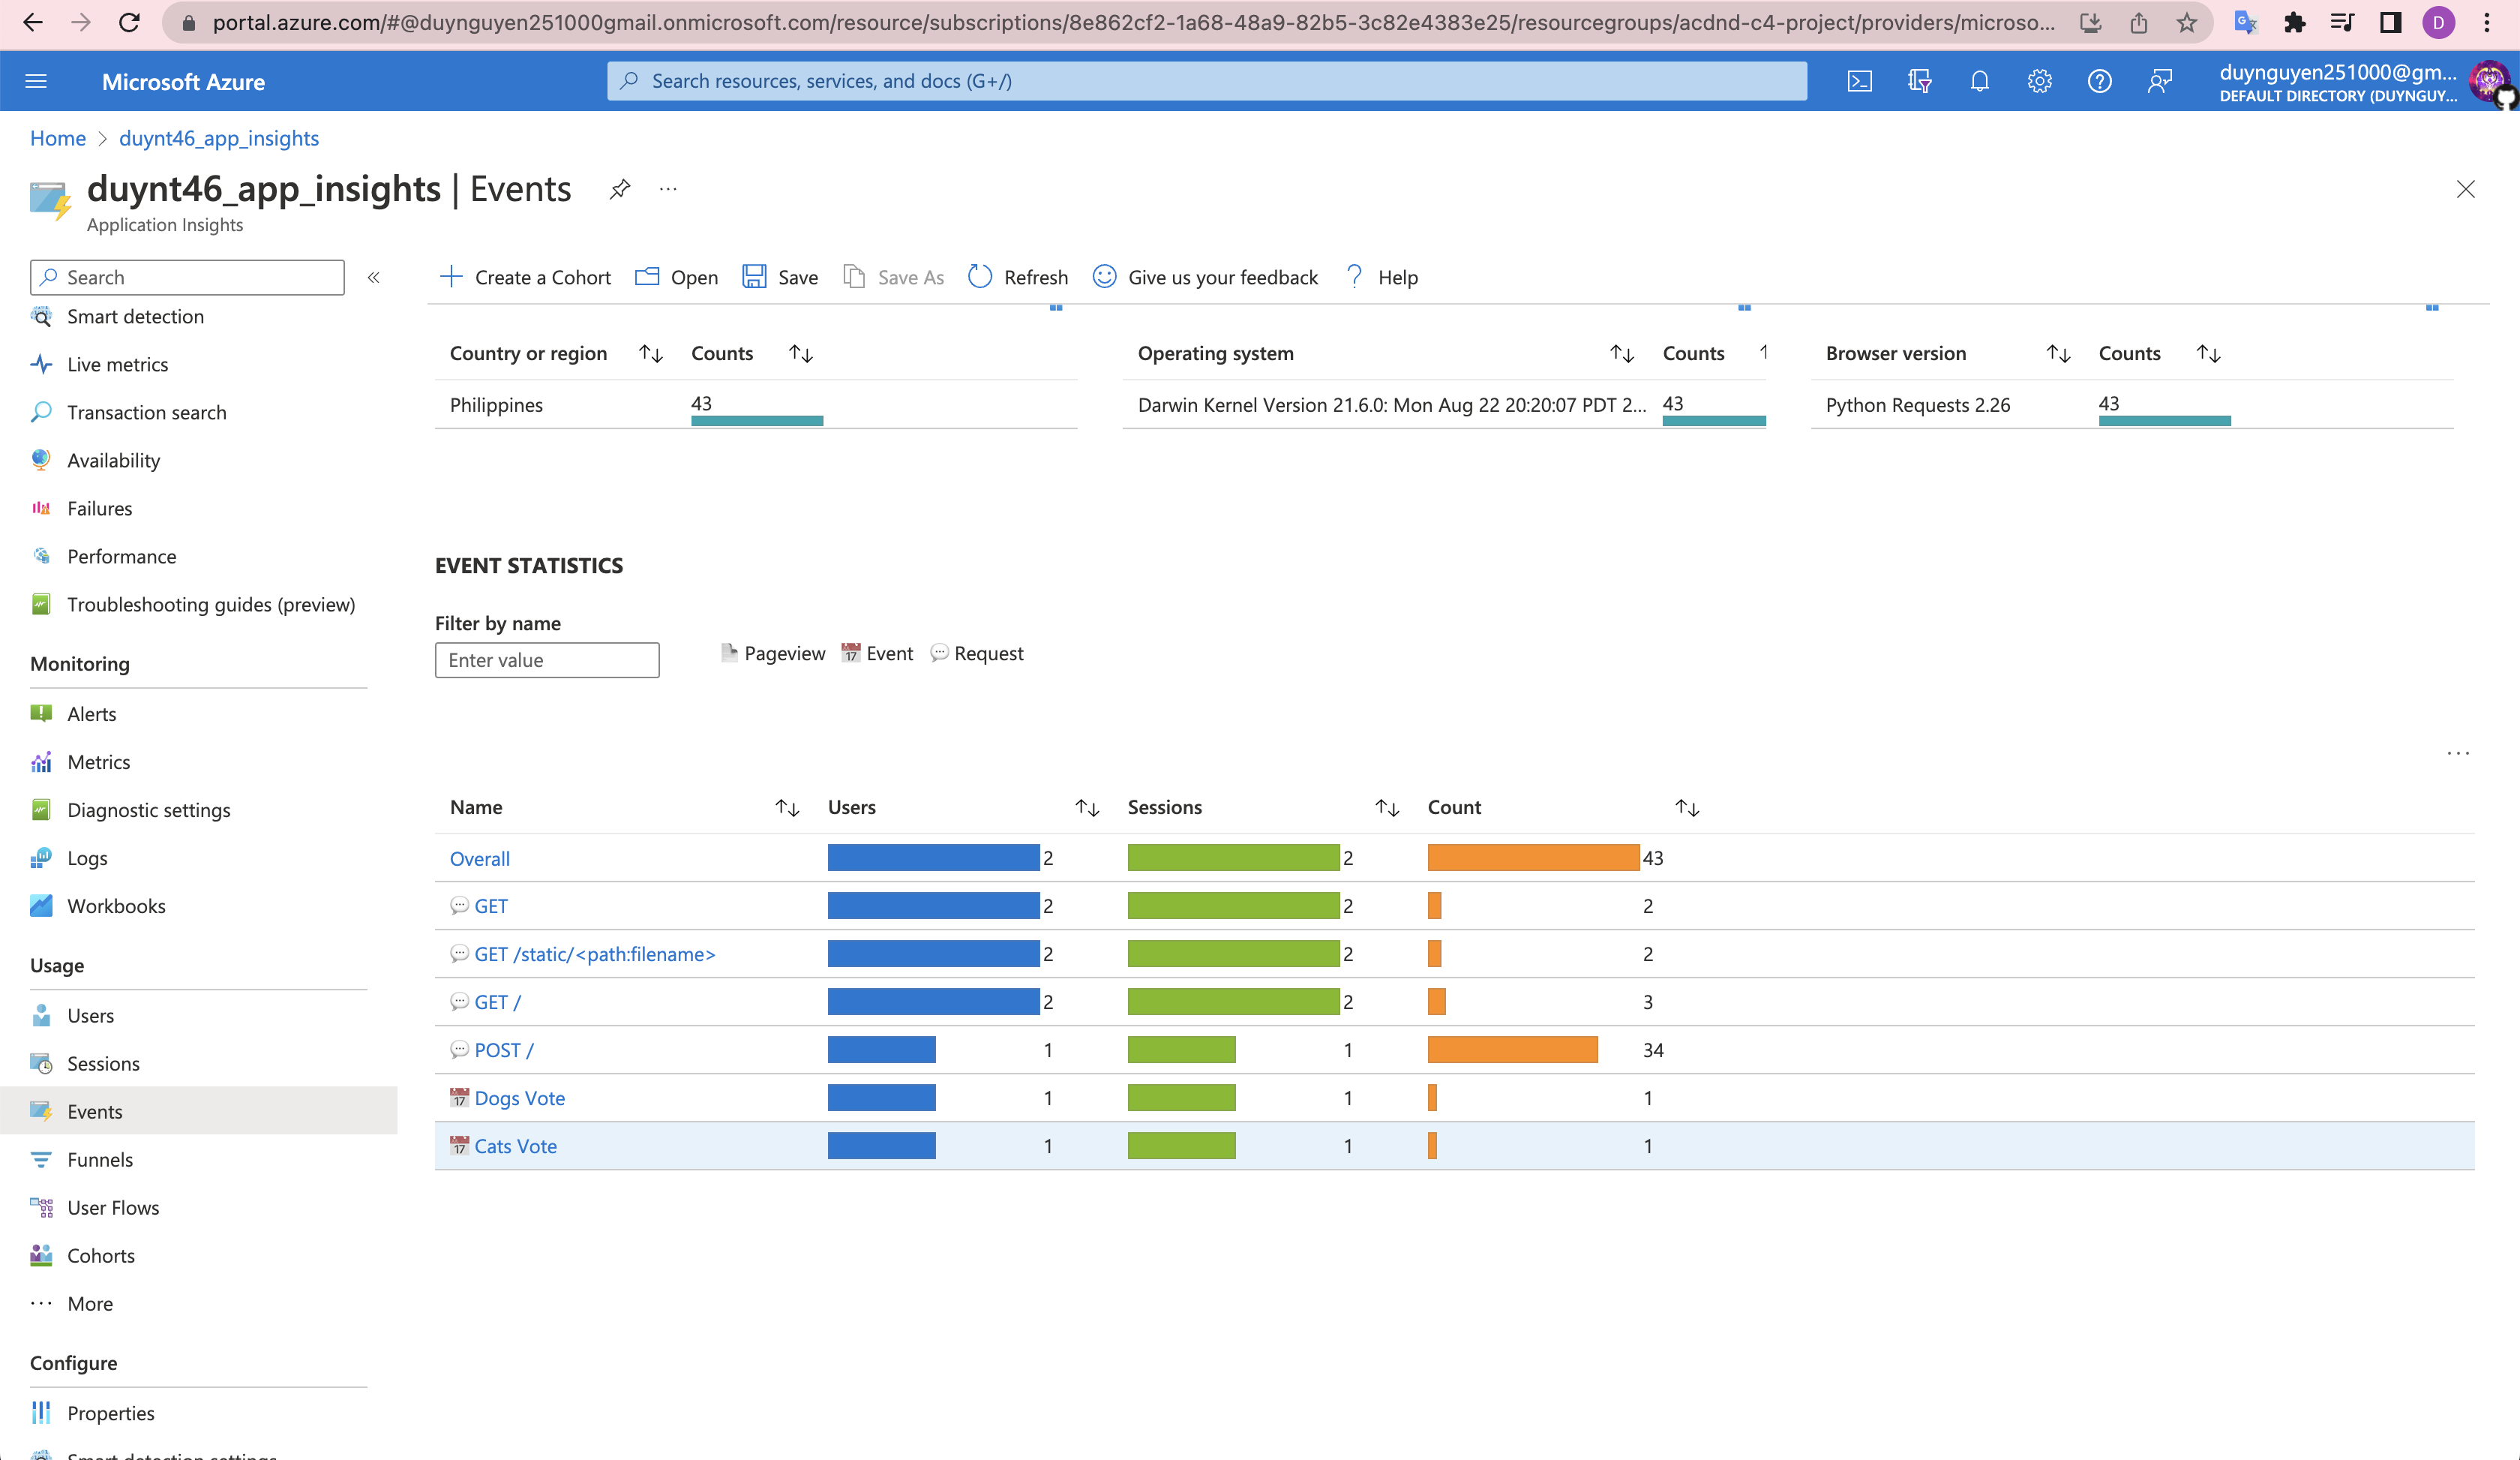 portal.azure.com/#@duynguyen251000gmail.onmicrosoft.com/resource/subscriptions/8e862cf2-1a68-48a9-82b5-3c82e4383e25/resourcegroups/acdnd-c4-project/providers/microso...
D
Microsoft Azure
Search resources, services, and docs (G+/)
duynguyen251000@gm...
DEFAULT DIRECTORY (DUYNGUY...
Home > duynt46_app_insights
duynt46_app_insights | Events
Application Insights
Search
Create a Cohort Open Save Save As Refresh Give us your feedback Help
Smart detection
Live metrics
Transaction search
Availability
Failures
Performance
Troubleshooting guides (preview)
Monitoring
Alerts
Metrics
Diagnostic settings
Logs
Workbooks
Usage
Users
Sessions
Events
Funnels
User Flows
Cohorts
More
Configure
Properties
Smart detection settings
Country or region Counts
Philippines 43
Operating system Counts
Darwin Kernel Version 21.6.0: Mon Aug 22 20:20:07 PDT 2... 43
Browser version Counts
Python Requests 2.26 43
EVENT STATISTICS
Filter by name
Enter value
Pageview 17 Event Request
Name Users Sessions Count
Overall 2 2 43
GET 2 2 2
GET /static/<path:filename> 2 2 2
GET / 2 2 3
POST / 1 1 34
17 Dogs Vote 1 1 1
17 Cats Vote 1 1 1